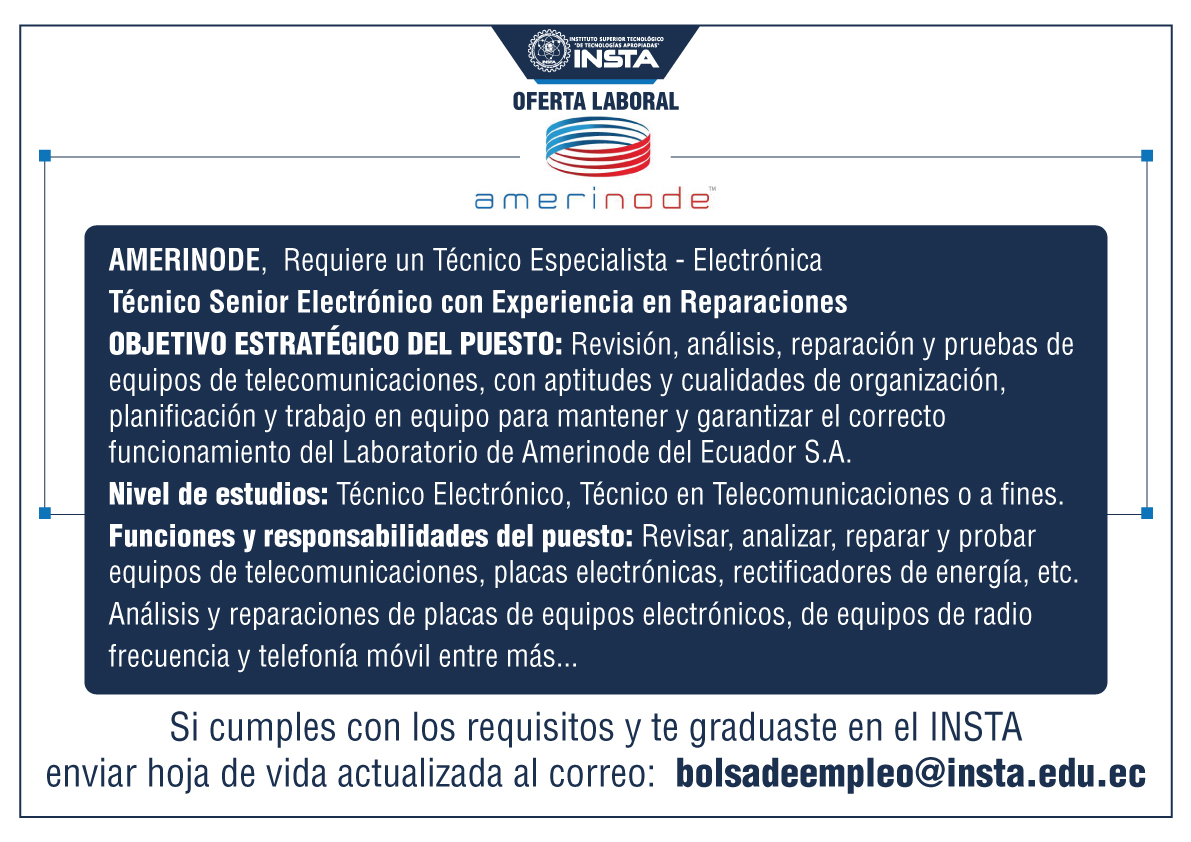 INSTITUTO SUPERIOR TECNOLÓGICO
"DE TECNOLOGÍAS APROPIADAS"
INSTA
OFERTA LABORAL
amerinode™
AMERINODE, Requiere un Técnico Especialista - Electrónica
Técnico Senior Electrónico con Experiencia en Reparaciones
OBJETIVO ESTRATÉGICO DEL PUESTO: Revisión, análisis, reparación y pruebas de
equipos de telecomunicaciones, con aptitudes y cualidades de organización,
planificación y trabajo en equipo para mantener y garantizar el correcto
funcionamiento del Laboratorio de Amerinode del Ecuador S.A.
Nivel de estudios: Técnico Electrónico, Técnico en Telecomunicaciones o a fines.
Funciones y responsabilidades del puesto: Revisar, analizar, reparar y probar
equipos de telecomunicaciones, placas electrónicas, rectificadores de energía, etc.
Análisis y reparaciones de placas de equipos electrónicos, de equipos de radio
frecuencia y telefonía móvil entre más...
Si cumples con los requisitos y te graduaste en el INSTA
enviar hoja de vida actualizada al correo: bolsadeempleo@insta.edu.ec